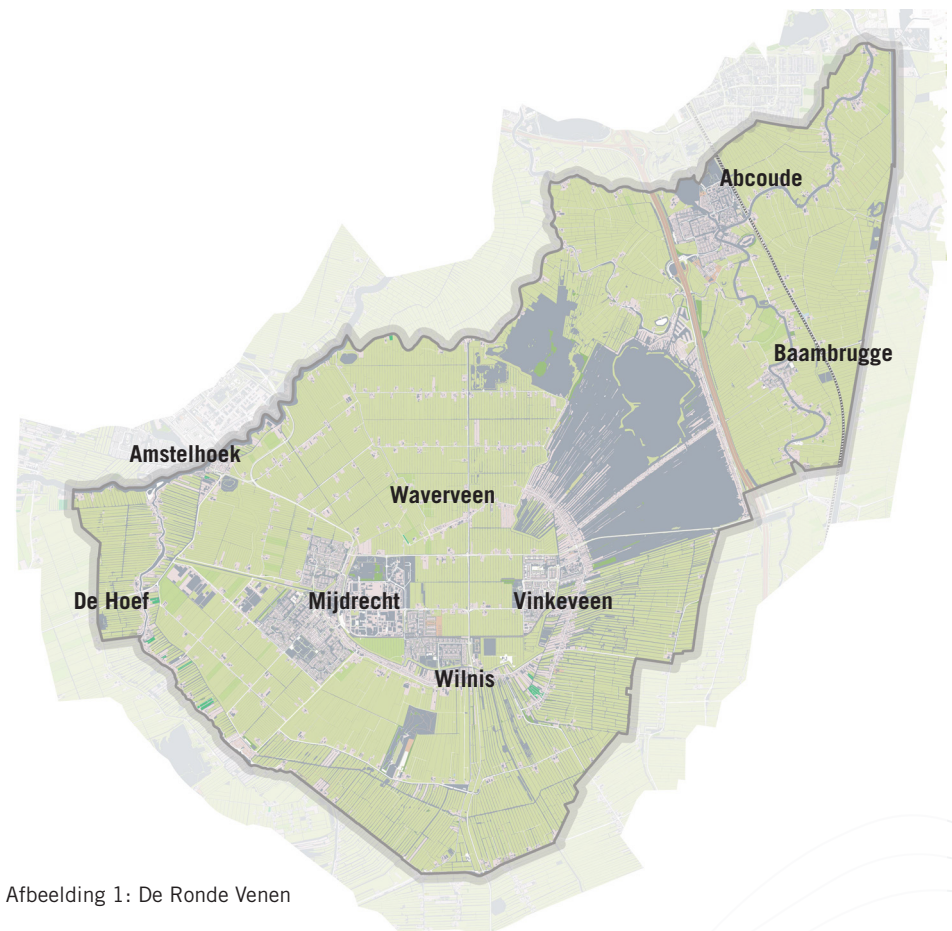 Abcoude
Baambrugge
Amstelhoek
Waverveen
De Hoef
Mijdrecht
Vinkeveen
Wilnis
Afbeelding 1: De Ronde Venen